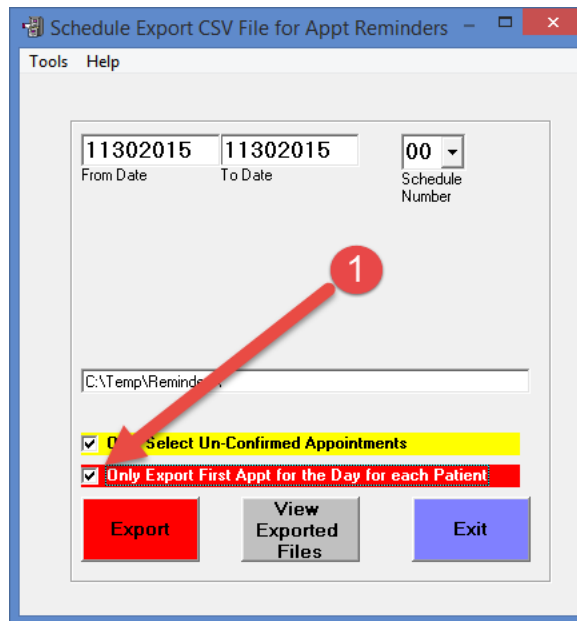 Schedule Export CSV File for Appt Reminders
Tools Help
11302015 11302015 00
From Date To Date Schedule
Number
1
C:\Temp\Reminde
Select Un-Confirmed Appointments
Only Export First Appt for the Day for each Patient
Export View Exported Files Exit